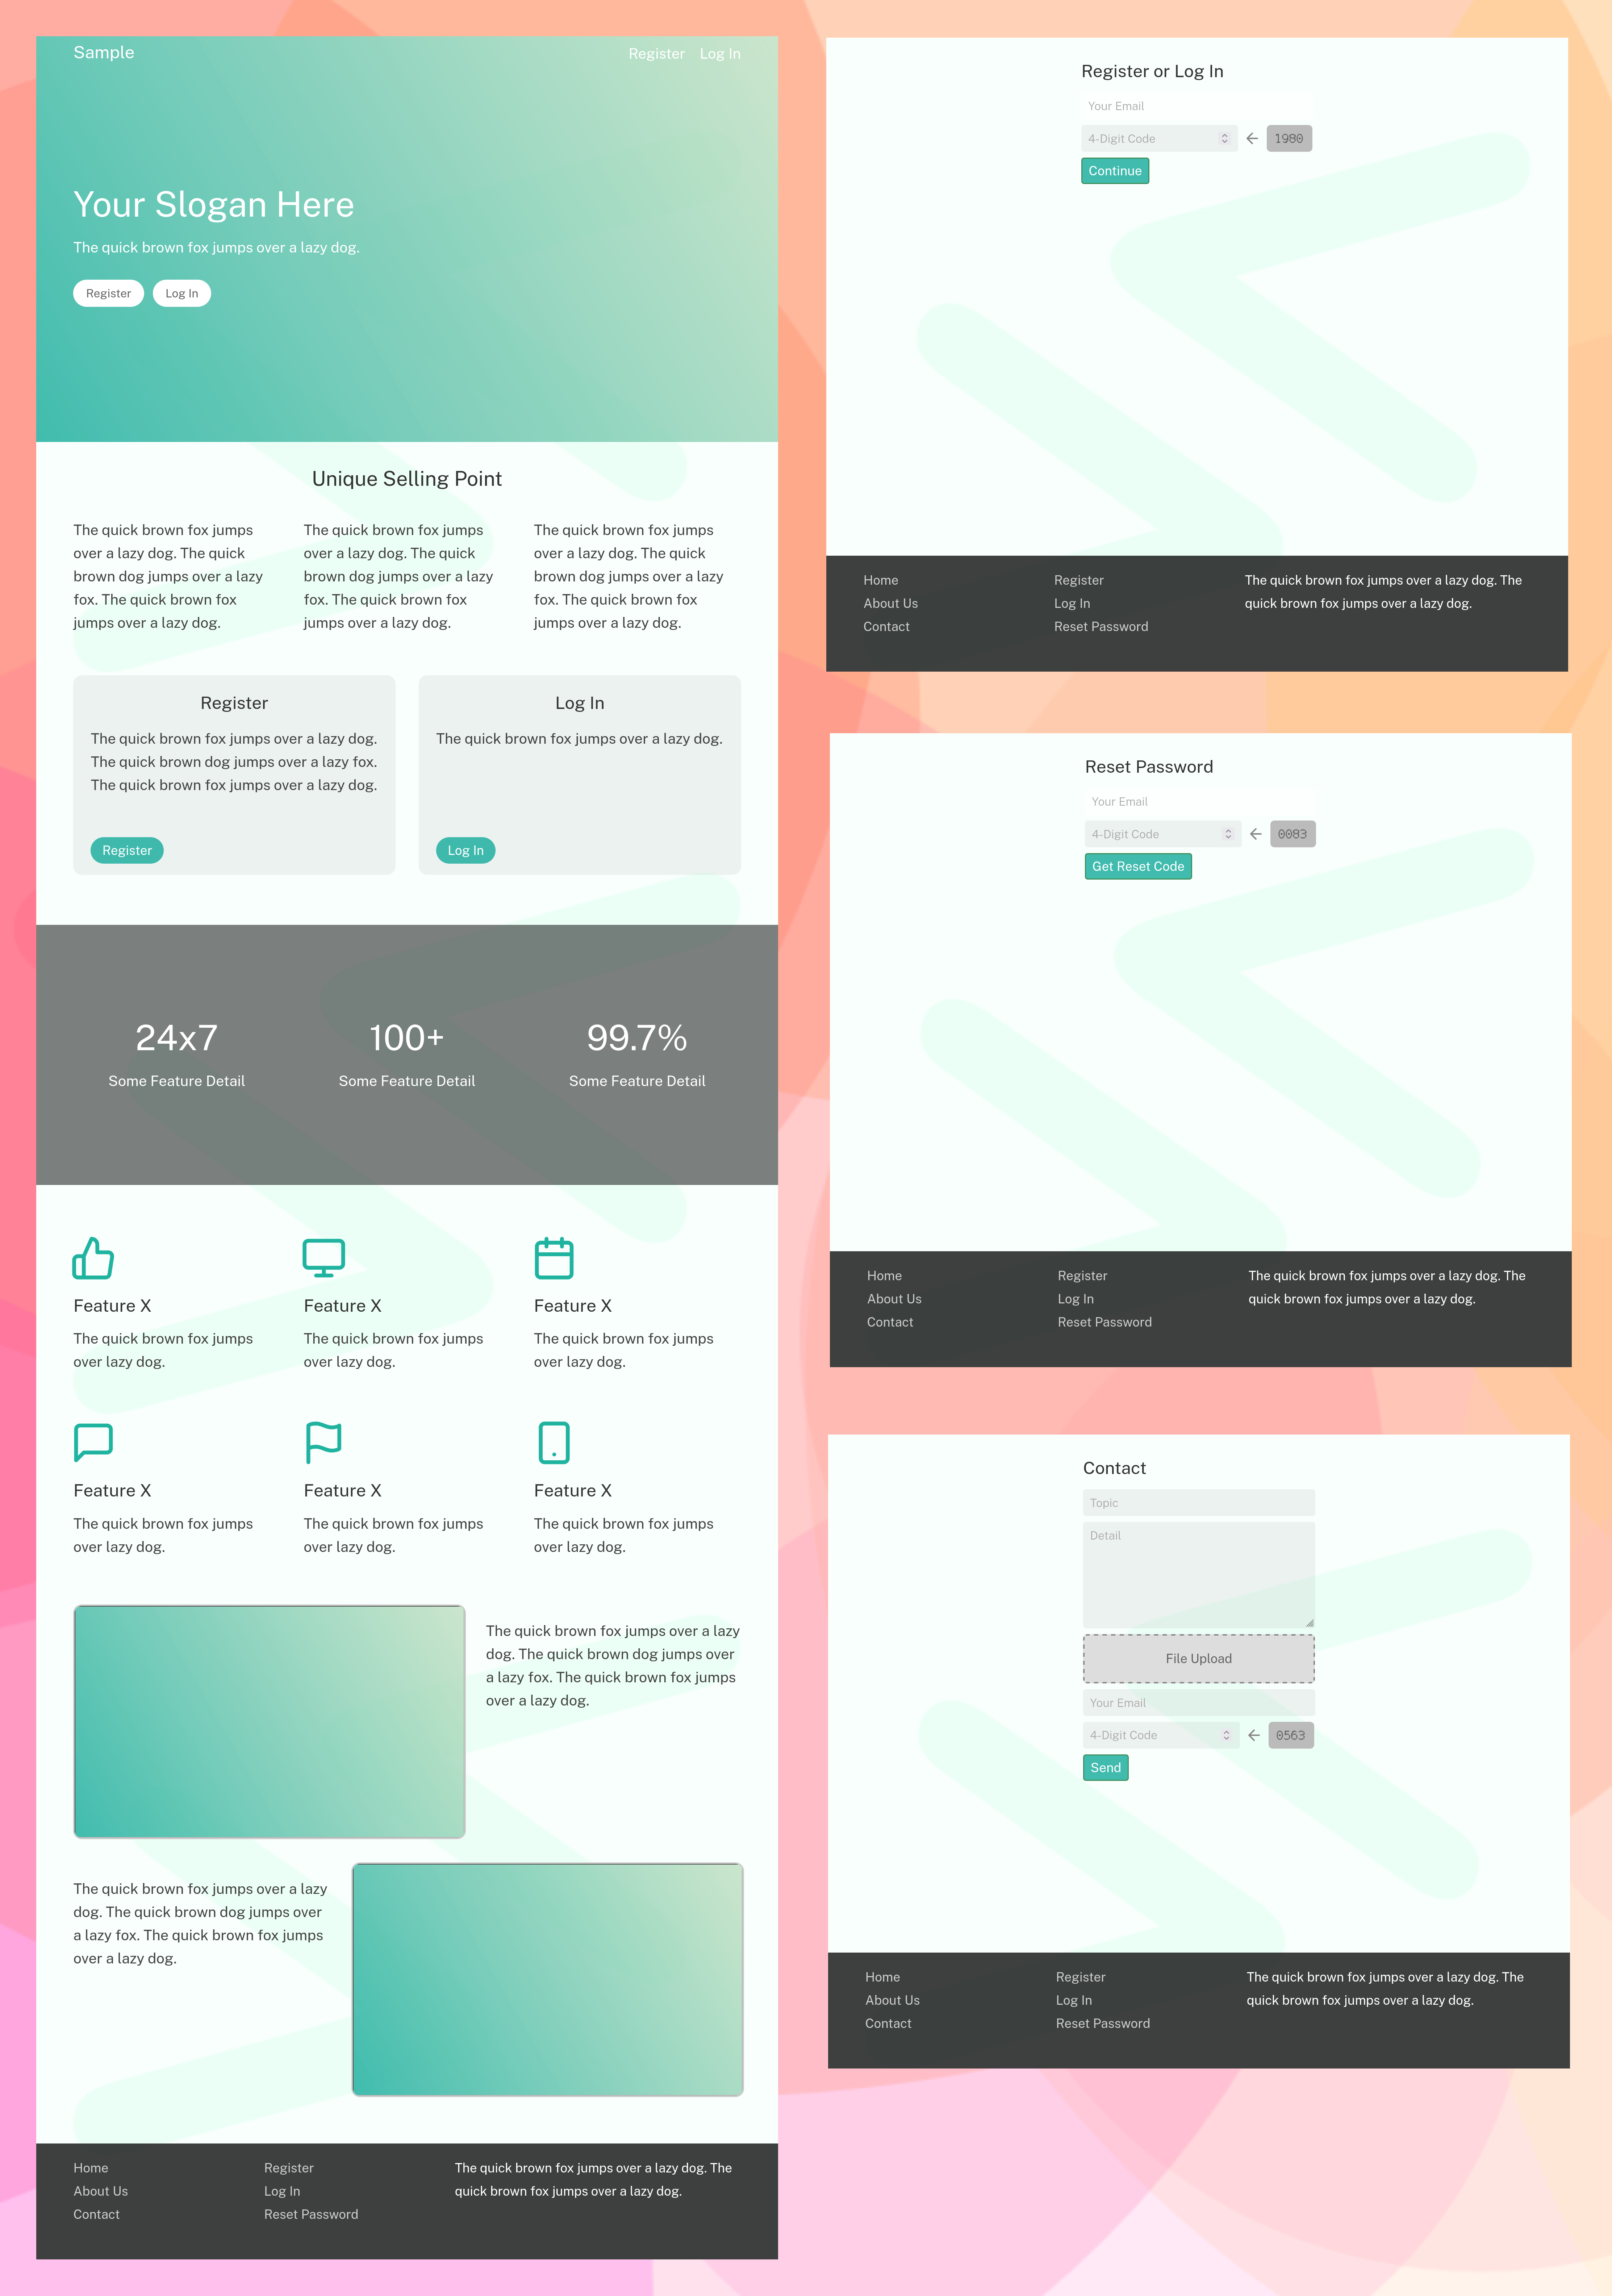 Sample
Register Log In
Your Slogan Here
The quick brown fox jumps over a lazy dog.
Register Log In
Unique Selling Point
The quick brown fox jumps
over a lazy dog. The quick
brown dog jumps over a lazy
fox. The quick brown fox
jumps over a lazy dog.
The quick brown fox jumps
over a lazy dog. The quick
brown dog jumps over a lazy
fox. The quick brown fox
jumps over a lazy dog.
The quick brown fox jumps
over a lazy dog. The quick
brown dog jumps over a lazy
fox. The quick brown fox
jumps over a lazy dog.
Register
The quick brown fox jumps over a lazy dog.
The quick brown dog jumps over a lazy fox.
The quick brown fox jumps over a lazy dog.
Register
Log In
The quick brown fox jumps over a lazy dog.
Log In
24x7
Some Feature Detail
100+
Some Feature Detail
99.7%
Some Feature Detail
Feature X
The quick brown fox jumps
over lazy dog.
Feature X
The quick brown fox jumps
over lazy dog.
Feature X
The quick brown fox jumps
over lazy dog.
Feature X
The quick brown fox jumps
over lazy dog.
Feature X
The quick brown fox jumps
over lazy dog.
Feature X
The quick brown fox jumps
over lazy dog.
The quick brown fox jumps over a lazy
dog. The quick brown dog jumps over
a lazy fox. The quick brown fox jumps
over a lazy dog.
The quick brown fox jumps over a lazy
dog. The quick brown dog jumps over
a lazy fox. The quick brown fox jumps
over a lazy dog.
Home
About Us
Contact
Register
Log In
Reset Password
The quick brown fox jumps over a lazy dog. The
quick brown fox jumps over a lazy dog.
Register or Log In
Your Email
4-Digit Code 1980
Continue
Home
About Us
Contact
Register
Log In
Reset Password
The quick brown fox jumps over a lazy dog. The
quick brown fox jumps over a lazy dog.
Reset Password
Your Email
4-Digit Code 0083
Get Reset Code
Home
About Us
Contact
Register
Log In
Reset Password
The quick brown fox jumps over a lazy dog. The
quick brown fox jumps over a lazy dog.
Contact
Topic
Detail
File Upload
Your Email
4-Digit Code 0563
Send
Home
About Us
Contact
Register
Log In
Reset Password
The quick brown fox jumps over a lazy dog. The
quick brown fox jumps over a lazy dog.